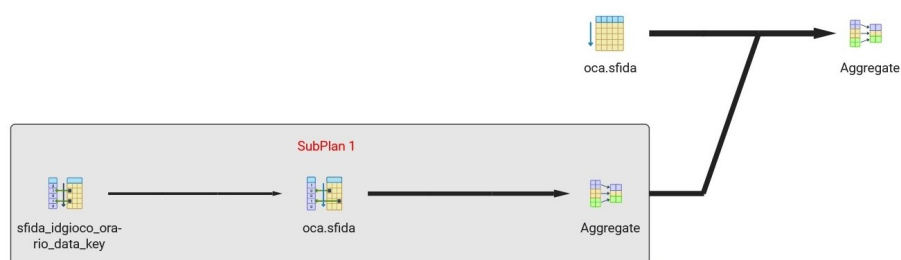 oca.sfida
Aggregate
SubPlan 1
sfida_idgioco_ora-
rio_data_key
oca.sfida
Aggregate